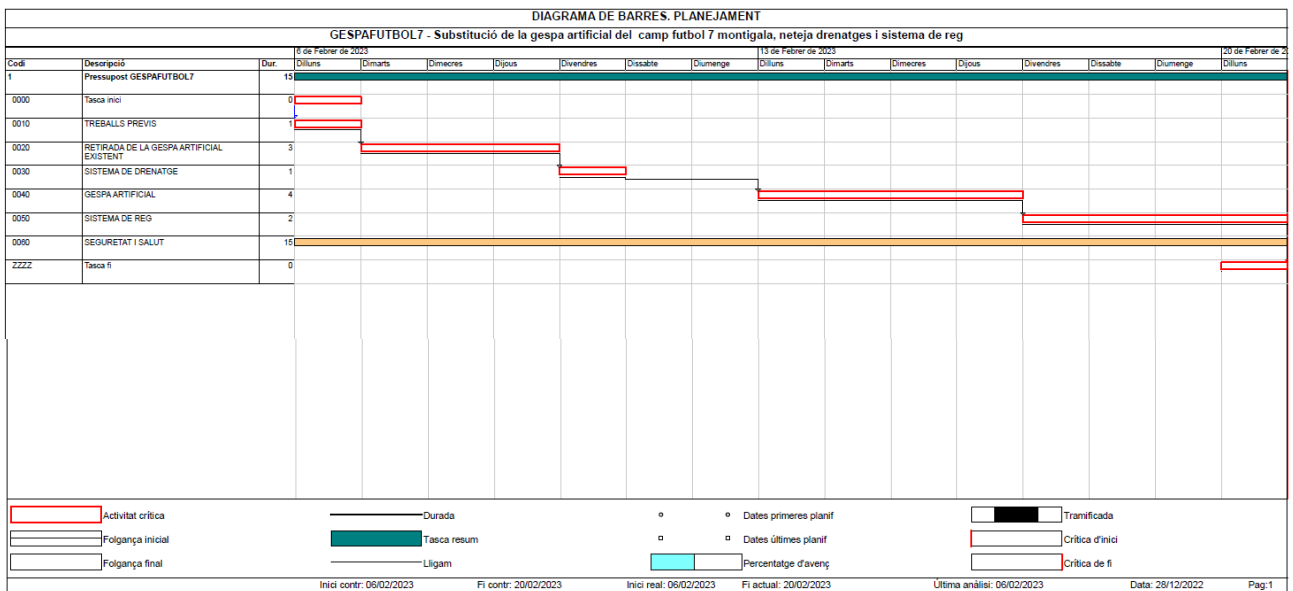 DIAGRAMA DE BARRES. PLANEJAMENT
GESPAFUTBOL7 - Substitució de la gespa artificial del camp futbol 7 montigala, neteja drenatges i sistema de reg
6 de Febrer de 2023 13 de Febrer de 2023 20 de Febrer de 2
Codi Descripció Dur. Dilluns Dimarts Dimecres Dijous Divendres Dissabte Diumenge Dilluns Dimarts Dimecres Dijous Divendres Dissabte Diumenge Dilluns
1 Pressupost GESPAFUTBOL7 15
0000 Tasca inici 0
0010 TREBALLS PREVIS 1
0020 RETIRADA DE LA GESPA ARTIFICIAL 3
EXISTENT
0030 SISTEMA DE DRENATGE 1
0040 GESPA ARTIFICIAL 4
0050 SISTEMA DE REG 2
0060 SEGURETAT I SALUT 15
ZZZZ Tasca fi 0
Activitat crítica Durada Dates primeres planif Tramificada
Folgança inicial Tasca resum Dates últimes planif Crítica d'inici
Folgança final Lligam Percentatge d'avenç Crítica de fi
Inici contr: 06/02/2023 Fi contr: 20/02/2023 Inici real: 06/02/2023 Fi actual: 20/02/2023 Última anàlisi: 06/02/2023 Data: 28/12/2022 Pag:1